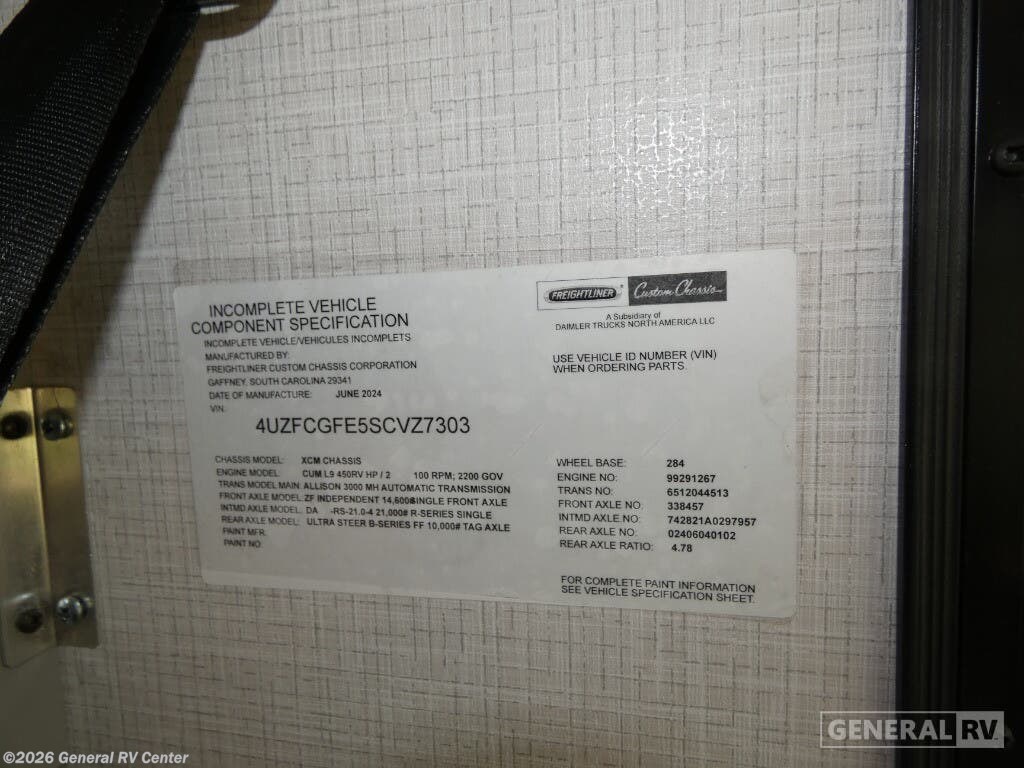 INCOMPLETE VEHICLE
COMPONENT SPECIFICATION
INCOMPLETE VEHICLE/VEHICULES INCOMPLETS
MANUFACTURED BY:
FREIGHTLINER CUSTOM CHASSIS CORPORATION
GAFFNEY, SOUTH CAROLINA 29341
DATE OF MANUFACTURE: JUNE 2024
VIN:
4UZFCGFE5SCVZ7303
FREIGHTLINER Custom Chassis
A Subsidiary of
DAIMLER TRUCKS NORTH AMERICA LLC
USE VEHICLE ID NUMBER (VIN)
WHEN ORDERING PARTS.
CHASSIS MODEL: XCM CHASSIS
ENGINE MODEL: CUM L9 450RV HP / 2 100 RPM; 2200 GOV
TRANS MODEL MAIN: ALLISON 3000 MH AUTOMATIC TRANSMISSION
FRONT AXLE MODEL: ZF INDEPENDENT 14,600# SINGLE FRONT AXLE
INTMD AXLE MODEL: DA -RS-21.0-4 21,000# R-SERIES SINGLE
REAR AXLE MODEL: ULTRA STEER B-SERIES FF 10,000# TAG AXLE
PAINT MFR:
PAINT NO:
WHEEL BASE: 284
ENGINE NO: 99291267
TRANS NO: 6512044513
FRONT AXLE NO: 338457
INTMD AXLE NO: 742821A0297957
REAR AXLE NO: 02406040102
REAR AXLE RATIO: 4.78
FOR COMPLETE PAINT INFORMATION
SEE VEHICLE SPECIFICATION SHEET.
GENERAL RV
©2026 General RV Center